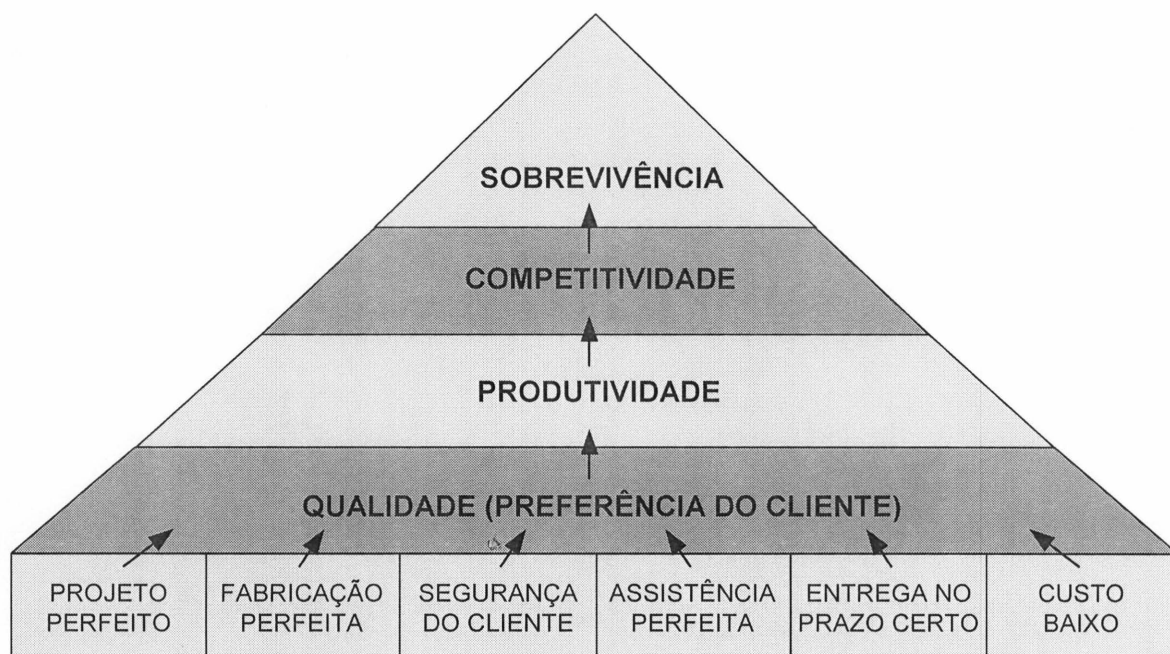 SOBREVIVÊNCIA
COMPETITIVIDADE
PRODUTIVIDADE
QUALIDADE (PREFERÊNCIA DO CLIENTE)
PROJETO
PERFEITO
FABRICAÇÃO
PERFEITA
SEGURANÇA
DO CLIENTE
ASSISTÊNCIA
PERFEITA
ENTREGA NO
PRAZO CERTO
CUSTO
BAIXO